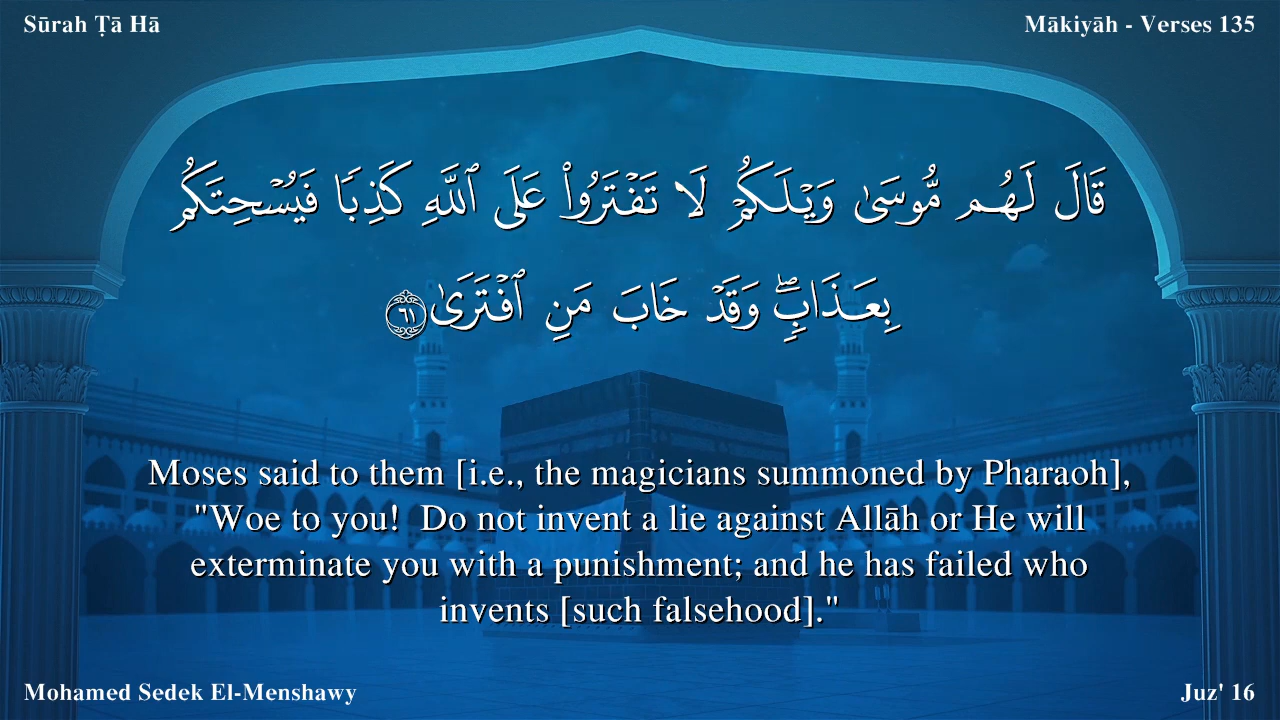 Sūrah Ṭā Hā
Mākiyāh - Verses 135
قَالَ لَهُم مُّوسَىٰ وَيْلَكُمْ لَا تَفْتَرُوا۟ عَلَى ٱللَّهِ كَذِبًا فَيُسْحِتَكُم
بِعَذَابٍ ۖ وَقَدْ خَابَ مَنِ ٱفْتَرَىٰ ٦١
Moses said to them [i.e., the magicians summoned by Pharaoh],
"Woe to you!  Do not invent a lie against Allāh or He will
exterminate you with a punishment; and he has failed who
invents [such falsehood]."
Mohamed Sedek El-Menshawy
Juz' 16